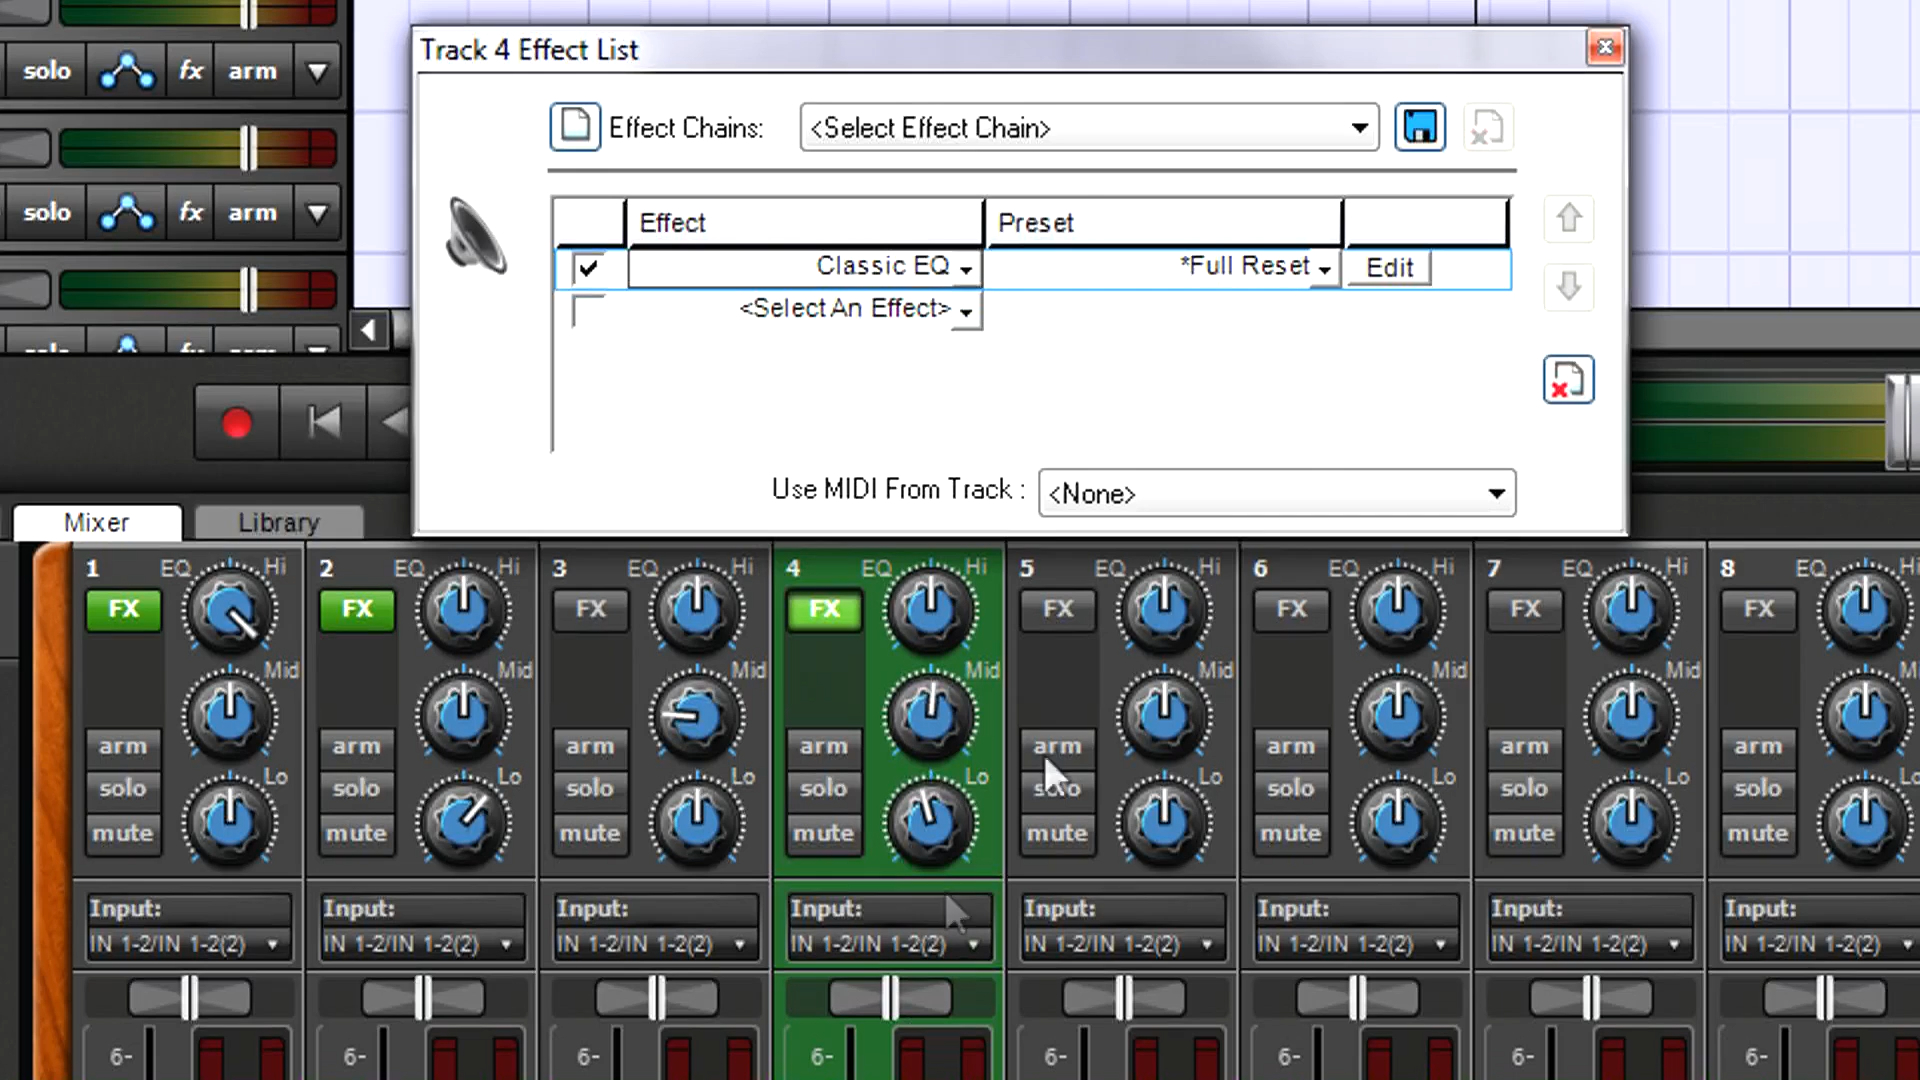 Track 4 Effect List
solo fx arm
Effect Chains: <Select Effect Chain>
solo fx arm
Effect Preset
Classic EQ *Full Reset Edit
<Select An Effect>
Use MIDI From Track : <None>
Mixer Library
1 EQ Hi 2 EQ Hi 3 EQ Hi 4 EQ Hi 5 EQ Hi 6 EQ Hi 7 EQ Hi 8 EQ Hi
FX FX FX FX FX FX FX FX
Mid Mid Mid Mid Mid Mid Mid
arm arm arm arm arm arm arm arm
Lo Lo Lo Lo Lo Lo Lo Lo
solo solo solo solo solo solo solo solo
mute mute mute mute mute mute mute mute
Input: Input: Input: Input: Input: Input: Input: Input:
IN 1-2/IN 1-2(2) IN 1-2/IN 1-2(2) IN 1-2/IN 1-2(2) IN 1-2/IN 1-2(2) IN 1-2/IN 1-2(2) IN 1-2/IN 1-2(2) IN 1-2/IN 1-2(2) IN 1-2/IN 1-2(2)
6- 6- 6- 6- 6- 6- 6- 6-